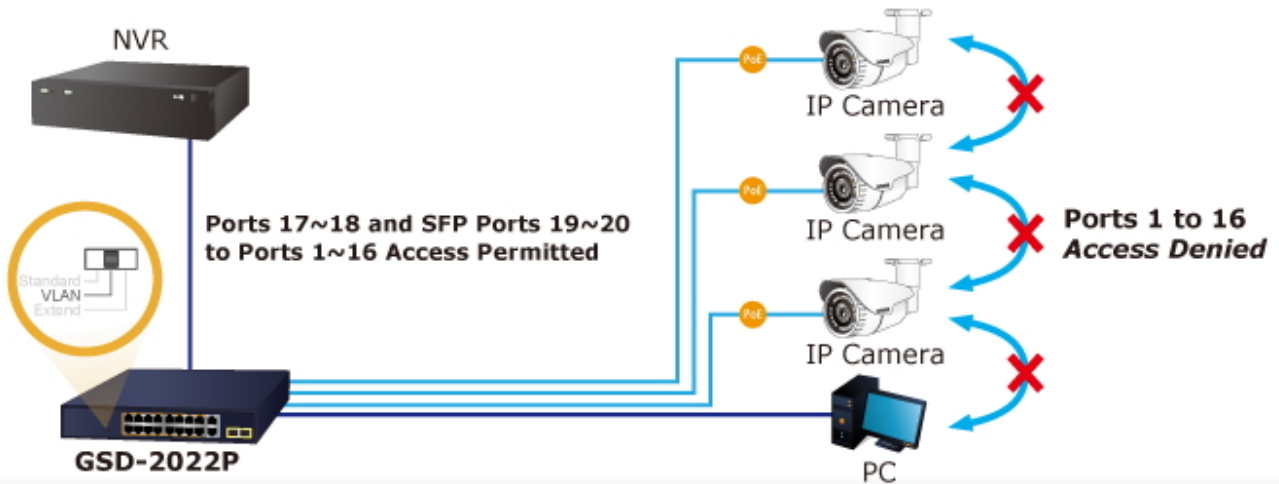 NVR
PoE
IP Camera
Ports 17~18 and SFP Ports 19~20
to Ports 1~16 Access Permitted
PoE
IP Camera
Ports 1 to 16
Access Denied
Standard
VLAN
Extend
PoE
IP Camera
GSD-2022P
PC